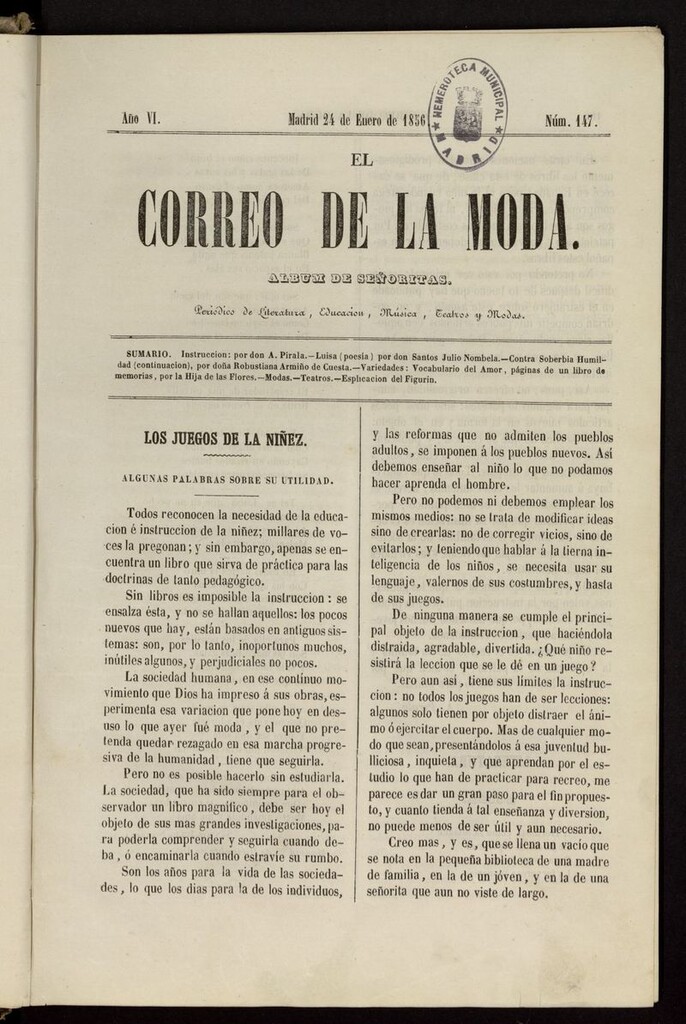 Año VI.
Madrid 24 de Enero de 1856
Núm. 147.
HEMEROTECA MUNICIPAL
★ MADRID ★
EL
CORREO DE LA MODA.
ALBUM DE SEÑORITAS.
Periódico de Literatura, Educacion, Música, Teatros y Modas.
SUMARIO. Instruccion: por don A. Pirala.—Luisa (poesía) por don Santos Julio Nombela.—Contra Soberbia Humil-
dad (continuacion), por doña Robustiana Armiño de Cuesta.—Variedades: Vocabulario del Amor, páginas de un libro de
memorias, por la Hija de las Flores.—Modas.—Teatros.—Esplicacion del Figurin.
LOS JUEGOS DE LA NIÑEZ.
ALGUNAS PALABRAS SOBRE SU UTILIDAD.
Todos reconocen la necesidad de la educa-
cion é instruccion de la niñez; millares de vo-
ces la pregonan; y sin embargo, apenas se en-
cuentra un libro que sirva de práctica para las
doctrinas de tanto pedagógico.
Sin libros es imposible la instruccion: se
ensalza ésta, y no se hallan aquellos: los pocos
nuevos que hay, están basados en antiguos sis-
temas: son, por lo tanto, inoportunos muchos,
inútiles algunos, y perjudiciales no pocos.
La sociedad humana, en ese contínuo mo-
vimiento que Dios ha impreso á sus obras, es-
perimenta esa variacion que pone hoy en des-
uso lo que ayer fué moda, y el que no pre-
tenda quedar rezagado en esa marcha progre-
siva de la humanidad, tiene que seguirla.
Pero no es posible hacerlo sin estudiarla.
La sociedad, que ha sido siempre para el ob-
servador un libro magnífico, debe ser hoy el
objeto de sus mas grandes investigaciones, pa-
ra poderla comprender y seguirla cuando de-
ba, ó encaminarla cuando estravie su rumbo.
Son los años para la vida de las socieda-
des, lo que los dias para la de los individuos,
y las reformas que no admiten los pueblos
adultos, se imponen á los pueblos nuevos. Así
debemos enseñar al niño lo que no podamos
hacer aprenda el hombre.
Pero no podemos ni debemos emplear los
mismos medios: no se trata de modificar ideas
sino de crearlas: no de corregir vicios, sino de
evitarlos; y teniendo que hablar á la tierna in-
teligencia de los niños, se necesita usar su
lenguaje, valernos de sus costumbres, y hasta
de sus juegos.
De ninguna manera se cumple el princi-
pal objeto de la instruccion, que haciéndola
distraida, agradable, divertida. ¿Qué niño re-
sistirá la leccion que se le dé en un juego?
Pero aun así, tiene sus límites la instruc-
cion: no todos los juegos han de ser lecciones:
algunos solo tienen por objeto distraer el áni-
mo ó ejercitar el cuerpo. Mas de cualquier mo-
do que sean, presentándolos á esa juventud bu-
lliciosa, inquieta, y que aprendan por el es-
tudio lo que han de practicar para recreo, me
parece es dar un gran paso para el fin propues-
to, y cuanto tienda á tal enseñanza y diversion,
no puede menos de ser útil y aun necesario.
Creo mas, y es, que se llena un vacío que
se nota en la pequeña biblioteca de una madre
de familia, en la de un jóven, y en la de una
señorita que aun no viste de largo.